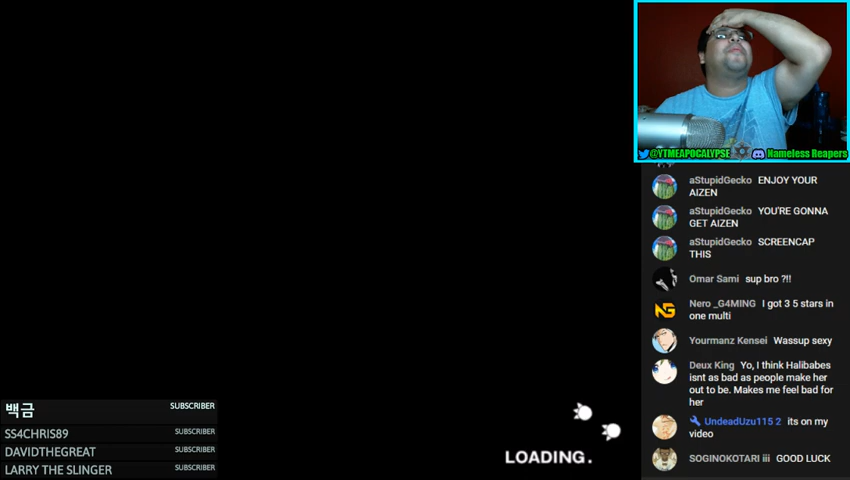 @YTMEAPOCALYPSE Nameless Reapers
aStupidGecko ENJOY YOUR
AIZEN
aStupidGecko YOU'RE GONNA
GET AIZEN
aStupidGecko SCREENCAP
THIS
Omar Sami sup bro ?!!
Nero _G4MING I got 3 5 stars in
one multi
Yourmanz Kensei Wassup sexy
Deux King Yo, I think Halibabes
isnt as bad as people make her
out to be. Makes me feel bad for
her
UndeadUzu115 2 its on my
video
SOGINOKOTARI iii GOOD LUCK
백금 SUBSCRIBER
SS4CHRIS89 SUBSCRIBER
DAVIDTHEGREAT SUBSCRIBER
LARRY THE SLINGER SUBSCRIBER
LOADING.